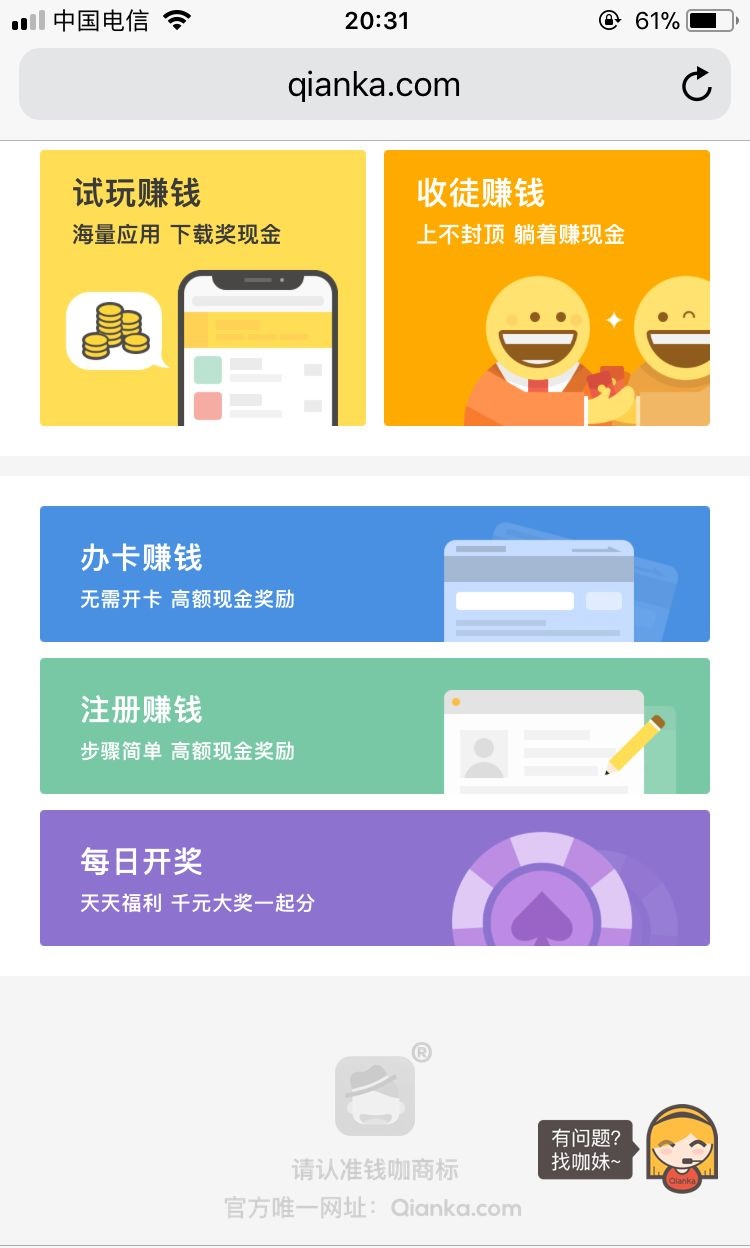 中国电信 20:31 61%
qianka.com
试玩赚钱
海量应用 下载奖现金
收徒赚钱
上不封顶 躺着赚现金
办卡赚钱
无需开卡 高额现金奖励
注册赚钱
步骤简单 高额现金奖励
每日开奖
天天福利 千元大奖一起分
®
有问题?
找咖妹~
Qianka
请认准钱咖商标
官方唯一网址：Qianka.com